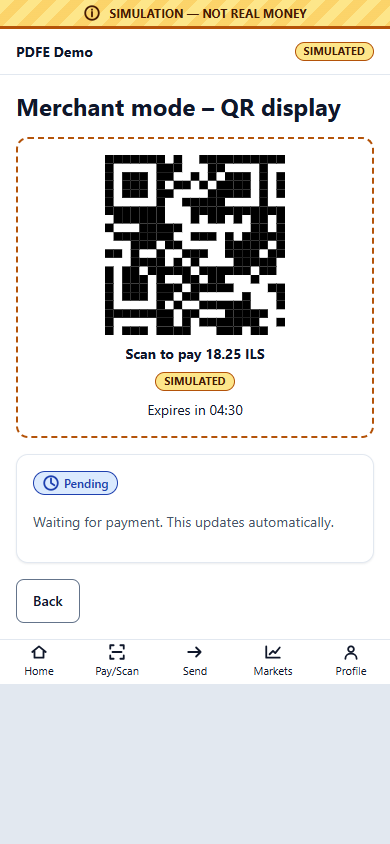 SIMULATION — NOT REAL MONEY
PDFE Demo
SIMULATED
Merchant mode – QR display
Scan to pay 18.25 ILS
SIMULATED
Expires in 04:30
Pending
Waiting for payment. This updates automatically.
Back
Home
Pay/Scan
Send
Markets
Profile